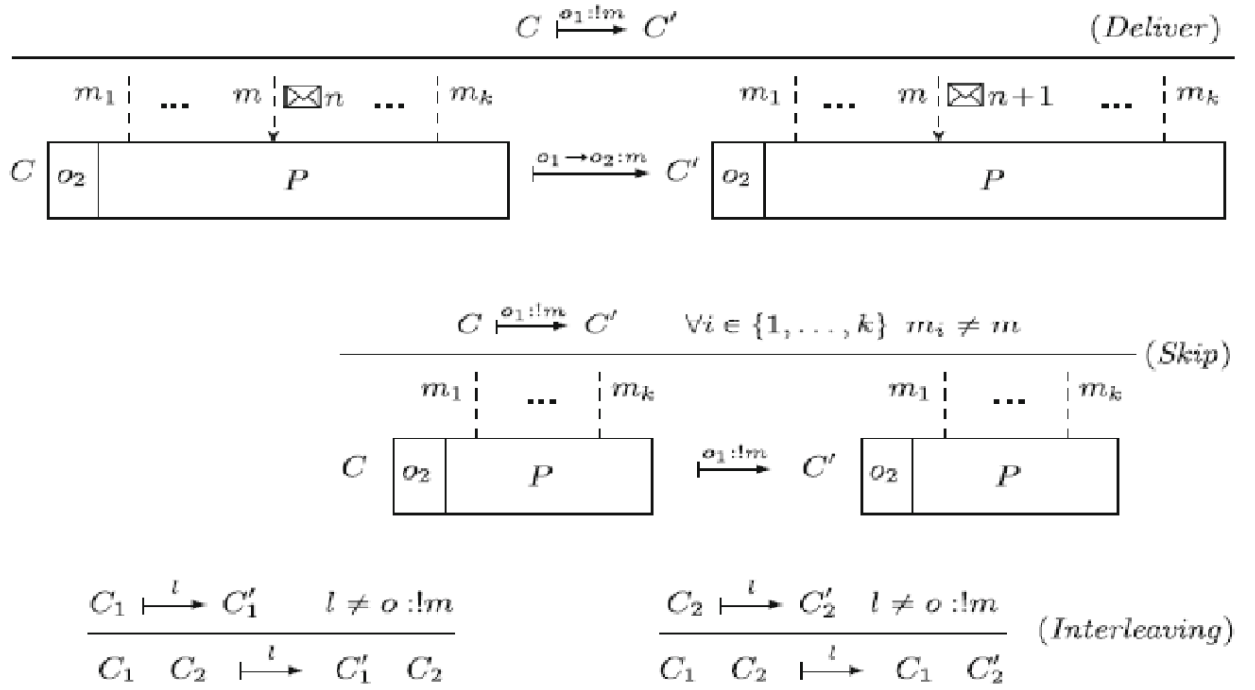 C ⟼^{o₁:!m} C′ (Deliver)
m₁ ... m ✉n ... mₖ m₁ ... m ✉n+1 ... mₖ
C o₂ P ⟼^{o₁→o₂:m} C′ o₂ P
C ⟼^{o₁:!m} C′ ∀i ∈ {1, . . . , k} mᵢ ≠ m
(Skip)
m₁ ... mₖ m₁ ... mₖ
C o₂ P ⟼^{o₁:!m} C′ o₂ P
C₁ ⟼^{l} C′₁ l ≠ o :!m C₂ ⟼^{l} C′₂ l ≠ o :!m
(Interleaving)
C₁ C₂ ⟼^{l} C′₁ C₂ C₁ C₂ ⟼^{l} C₁ C′₂